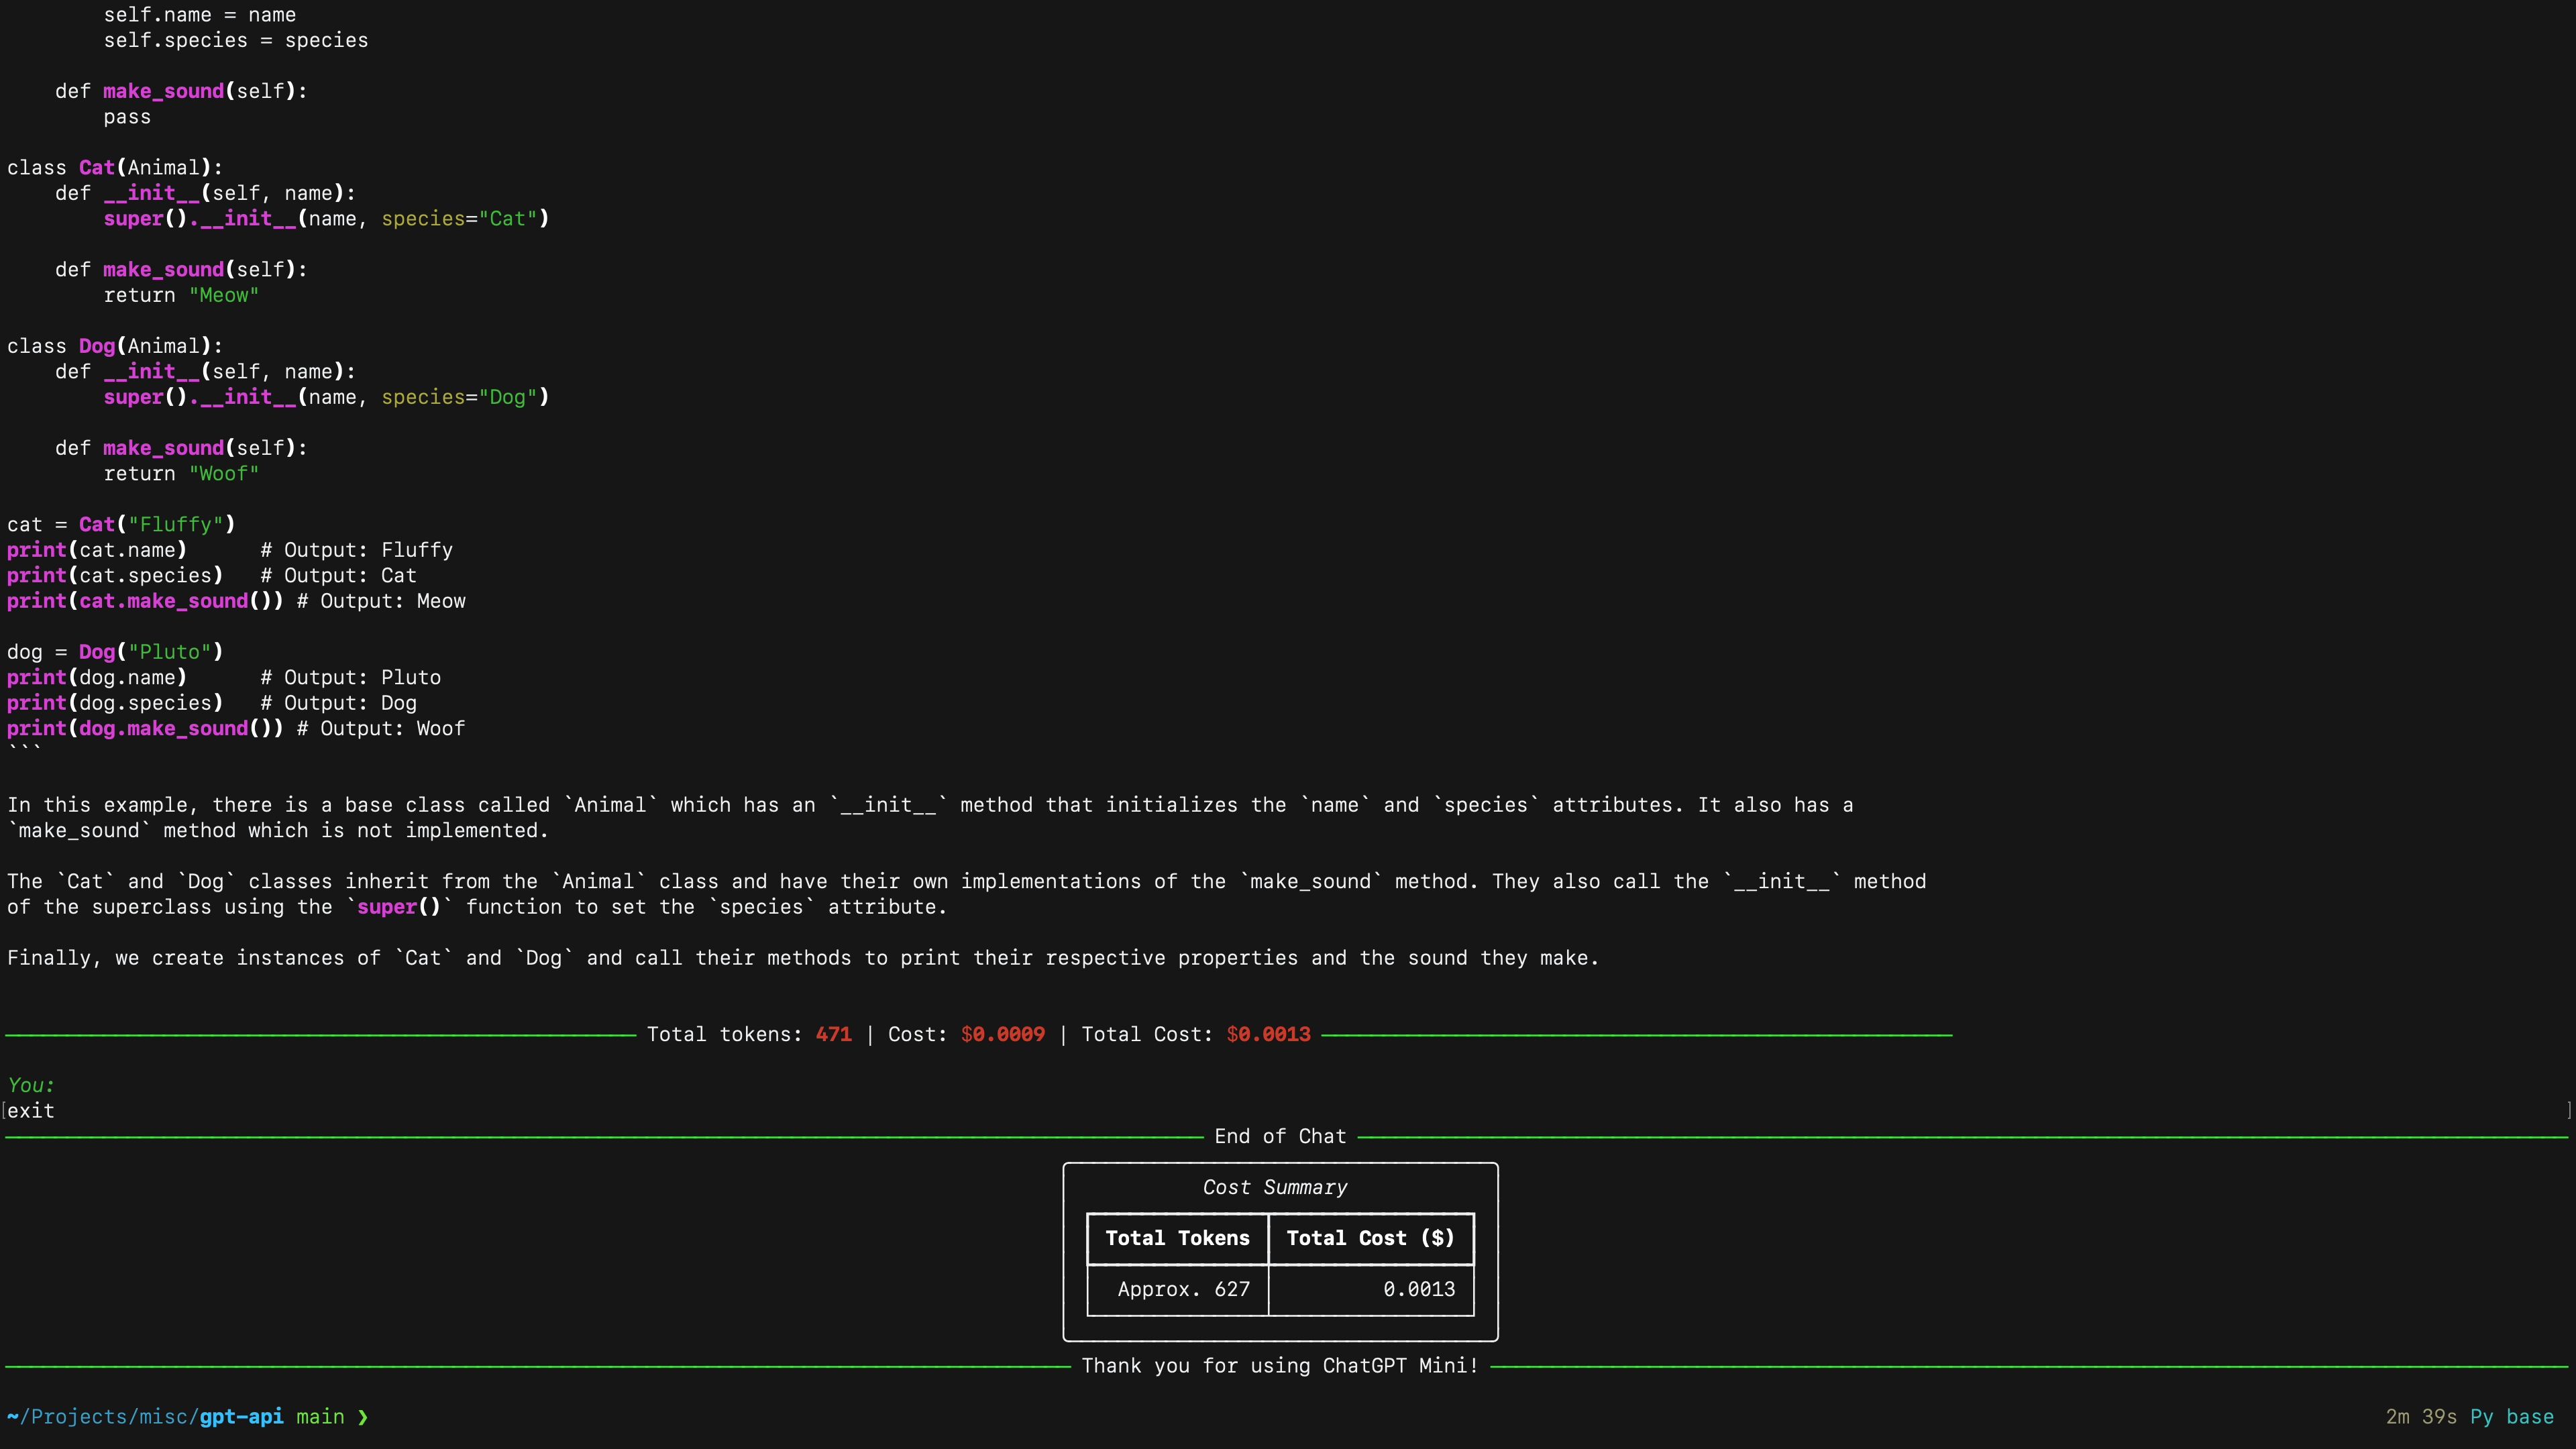 self.name = name
        self.species = species

    def make_sound(self):
        pass

class Cat(Animal):
    def __init__(self, name):
        super().__init__(name, species="Cat")

    def make_sound(self):
        return "Meow"

class Dog(Animal):
    def __init__(self, name):
        super().__init__(name, species="Dog")

    def make_sound(self):
        return "Woof"

cat = Cat("Fluffy")
print(cat.name)      # Output: Fluffy
print(cat.species)   # Output: Cat
print(cat.make_sound()) # Output: Meow

dog = Dog("Pluto")
print(dog.name)      # Output: Pluto
print(dog.species)   # Output: Dog
print(dog.make_sound()) # Output: Woof
```

In this example, there is a base class called `Animal` which has an `__init__` method that initializes the `name` and `species` attributes. It also has a
`make_sound` method which is not implemented.

The `Cat` and `Dog` classes inherit from the `Animal` class and have their own implementations of the `make_sound` method. They also call the `__init__` method
of the superclass using the `super()` function to set the `species` attribute.

Finally, we create instances of `Cat` and `Dog` and call their methods to print their respective properties and the sound they make.

Total tokens: 471 | Cost: $0.0009 | Total Cost: $0.0013

You:
[exit ]
End of Chat
Cost Summary
Total Tokens Total Cost ($)
Approx. 627 0.0013
Thank you for using ChatGPT Mini!

~/Projects/misc/gpt-api main ❯ 2m 39s Py base